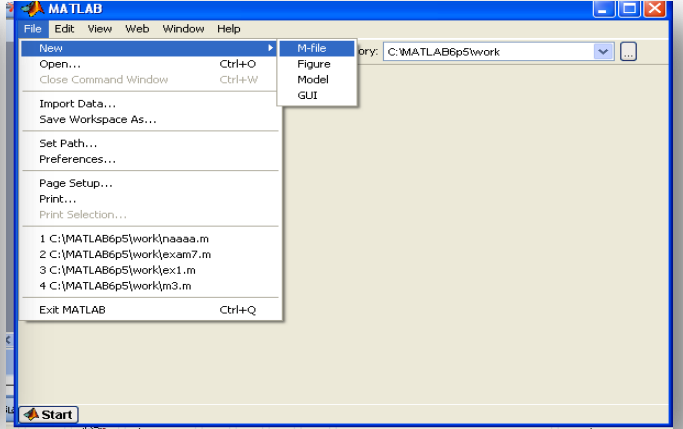 MATLAB
File Edit View Web Window Help
New
M-file
ory: C:\MATLAB6p5\work
...
Open... Ctrl+O
Figure
Close Command Window Ctrl+W
Model
GUI
Import Data...
Save Workspace As...
Set Path...
Preferences...
Page Setup...
Print...
Print Selection...
1 C:\MATLAB6p5\work\naaaa.m
2 C:\MATLAB6p5\work\exam7.m
3 C:\MATLAB6p5\work\ex1.m
4 C:\MATLAB6p5\work\m3.m
Exit MATLAB Ctrl+Q
Start